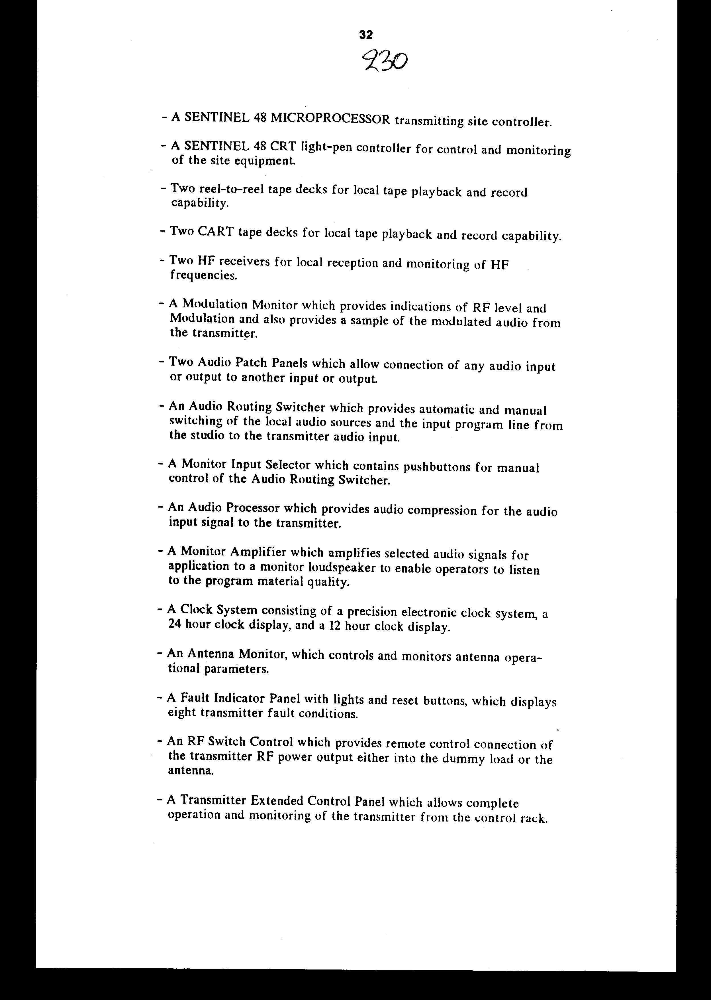 32
230
- A SENTINEL 48 MICROPROCESSOR transmitting site controller.
- A SENTINEL 48 CRT light-pen controller for control and monitoring
of the site equipment.
- Two reel-to-reel tape decks for local tape playback and record
capability.
- Two CART tape decks for local tape playback and record capability.
- Two HF receivers for local reception and monitoring of HF
frequencies.
- A Modulation Monitor which provides indications of RF level and
Modulation and also provides a sample of the modulated audio from
the transmitter.
- Two Audio Patch Panels which allow connection of any audio input
or output to another input or output.
- An Audio Routing Switcher which provides automatic and manual
switching of the local audio sources and the input program line from
the studio to the transmitter audio input.
- A Monitor Input Selector which contains pushbuttons for manual
control of the Audio Routing Switcher.
- An Audio Processor which provides audio compression for the audio
input signal to the transmitter.
- A Monitor Amplifier which amplifies selected audio signals for
application to a monitor loudspeaker to enable operators to listen
to the program material quality.
- A Clock System consisting of a precision electronic clock system, a
24 hour clock display, and a 12 hour clock display.
- An Antenna Monitor, which controls and monitors antenna opera-
tional parameters.
- A Fault Indicator Panel with lights and reset buttons, which displays
eight transmitter fault conditions.
- An RF Switch Control which provides remote control connection of
the transmitter RF power output either into the dummy load or the
antenna.
- A Transmitter Extended Control Panel which allows complete
operation and monitoring of the transmitter from the control rack.